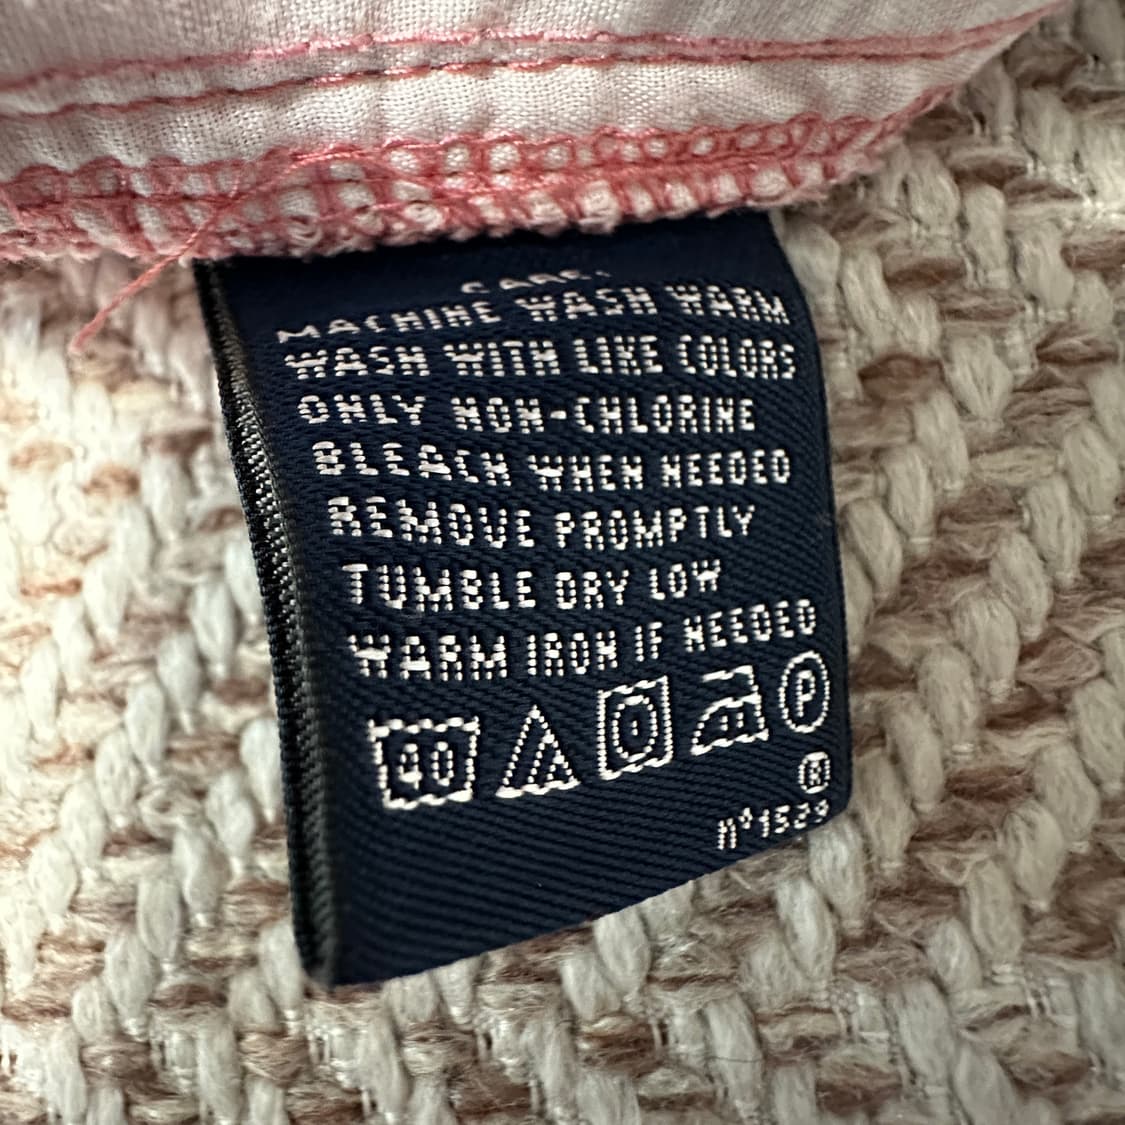 CARE:
MACHINE WASH WARM
WASH WITH LIKE COLORS
ONLY NON-CHLORINE
BLEACH WHEN NEEDED
REMOVE PROMPTLY
TUMBLE DRY LOW
WARM IRON IF NEEDED
40 P
®
N°1529